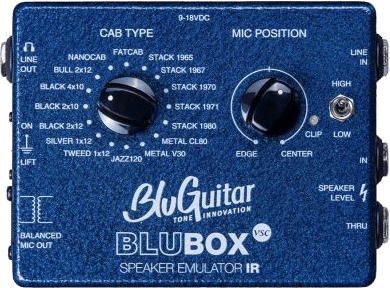 9-18VDC
CAB TYPE
MIC POSITION
LINE
OUT
LINE
IN
NANOCAB
FATCAB
STACK 1965
BULL 2x12
STACK 1967
BLACK 4x10
STACK 1970
BLACK 2x10
STACK 1971
BLACK 2x12
STACK 1980
SILVER 1x12
METAL CL80
TWEED 1x12
METAL V30
JAZZ120
HIGH
LOW
CLIP
EDGE
CENTER
ON
LIFT
IN
SPEAKER
LEVEL
THRU
BALANCED
MIC OUT
BluGuitar
TONE INNOVATION
BLUBOX VSC
SPEAKER EMULATOR IR